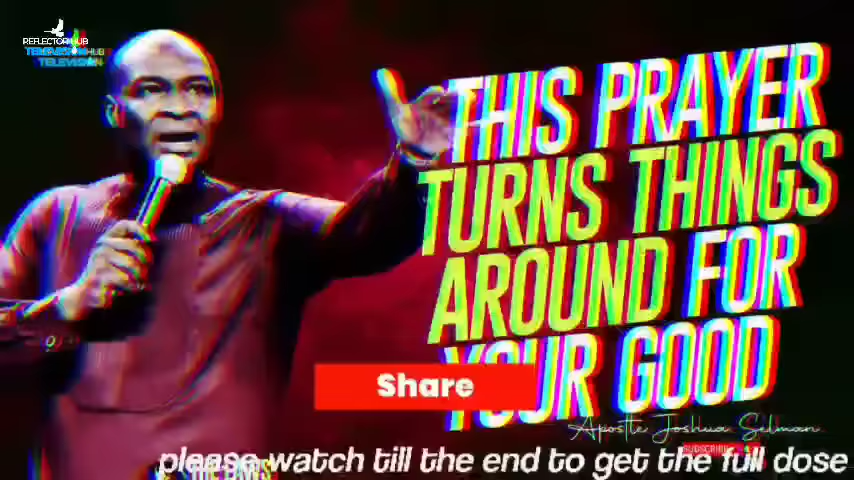 REFLECTOR HUB
TELEVISION
THIS PRAYER
TURNS THINGS
AROUND FOR
YOUR GOOD
Share
Apostle Joshua Selman
SUBSCRIBE
please watch till the end to get the full dose